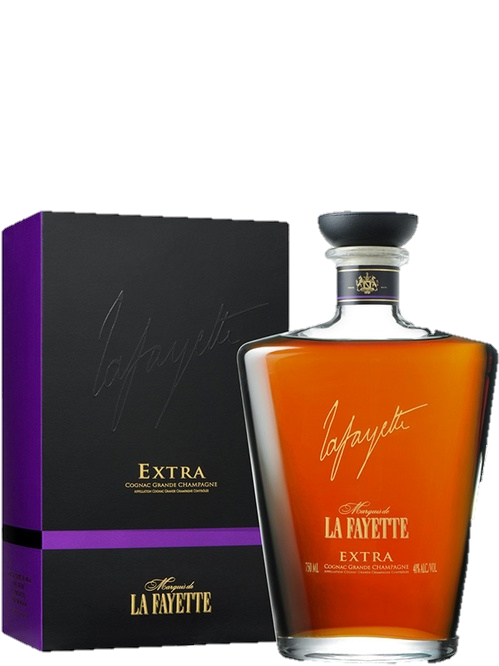 Lafayette
EXTRA
COGNAC GRANDE CHAMPAGNE
APPELLATION COGNAC GRANDE CHAMPAGNE CONTRÔLÉE
Marquis de
LA FAYETTE
Lafayette
Marquis de
LA FAYETTE
EXTRA
750 ML COGNAC GRANDE CHAMPAGNE 40% ALC/VOL.
APPELLATION COGNAC GRANDE CHAMPAGNE CONTRÔLÉE